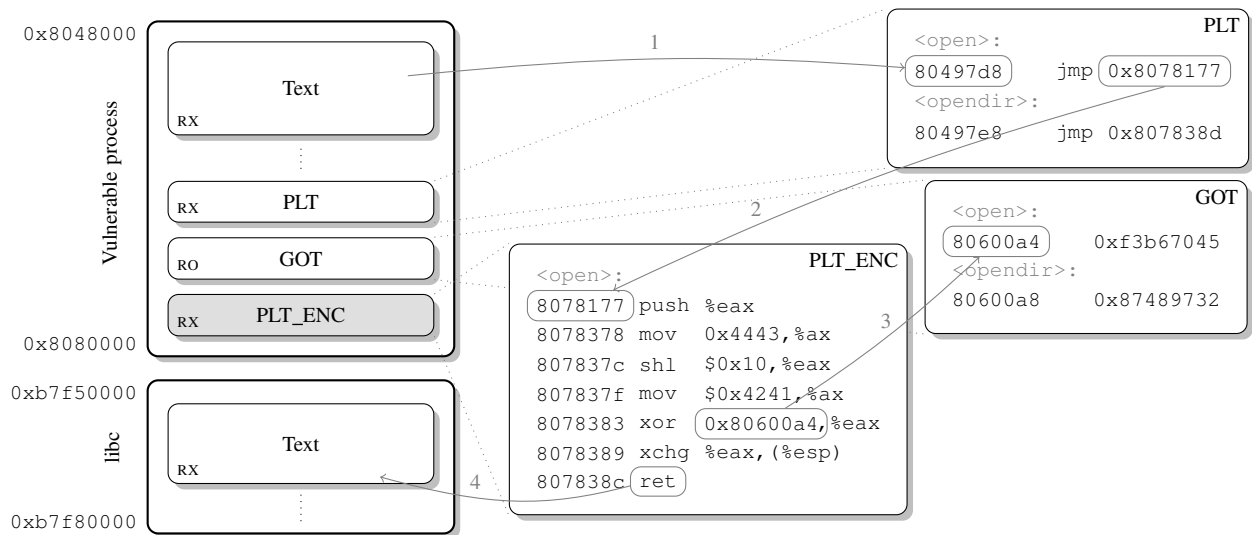 0x8048000
Vulnerable process
Text
RX
PLT
RX
GOT
RO
PLT_ENC
RX
0x8080000
0xb7f50000
libc
Text
RX
0xb7f80000
1
2
3
4
PLT
<open>:
80497d8 jmp 0x8078177
<opendir>:
80497e8 jmp 0x807838d
GOT
<open>:
80600a4 0xf3b67045
<opendir>:
80600a8 0x87489732
PLT_ENC
<open>:
8078177 push %eax
8078378 mov 0x4443,%ax
807837c shl $0x10,%eax
807837f mov $0x4241,%ax
8078383 xor 0x80600a4,%eax
8078389 xchg %eax,(%esp)
807838c ret